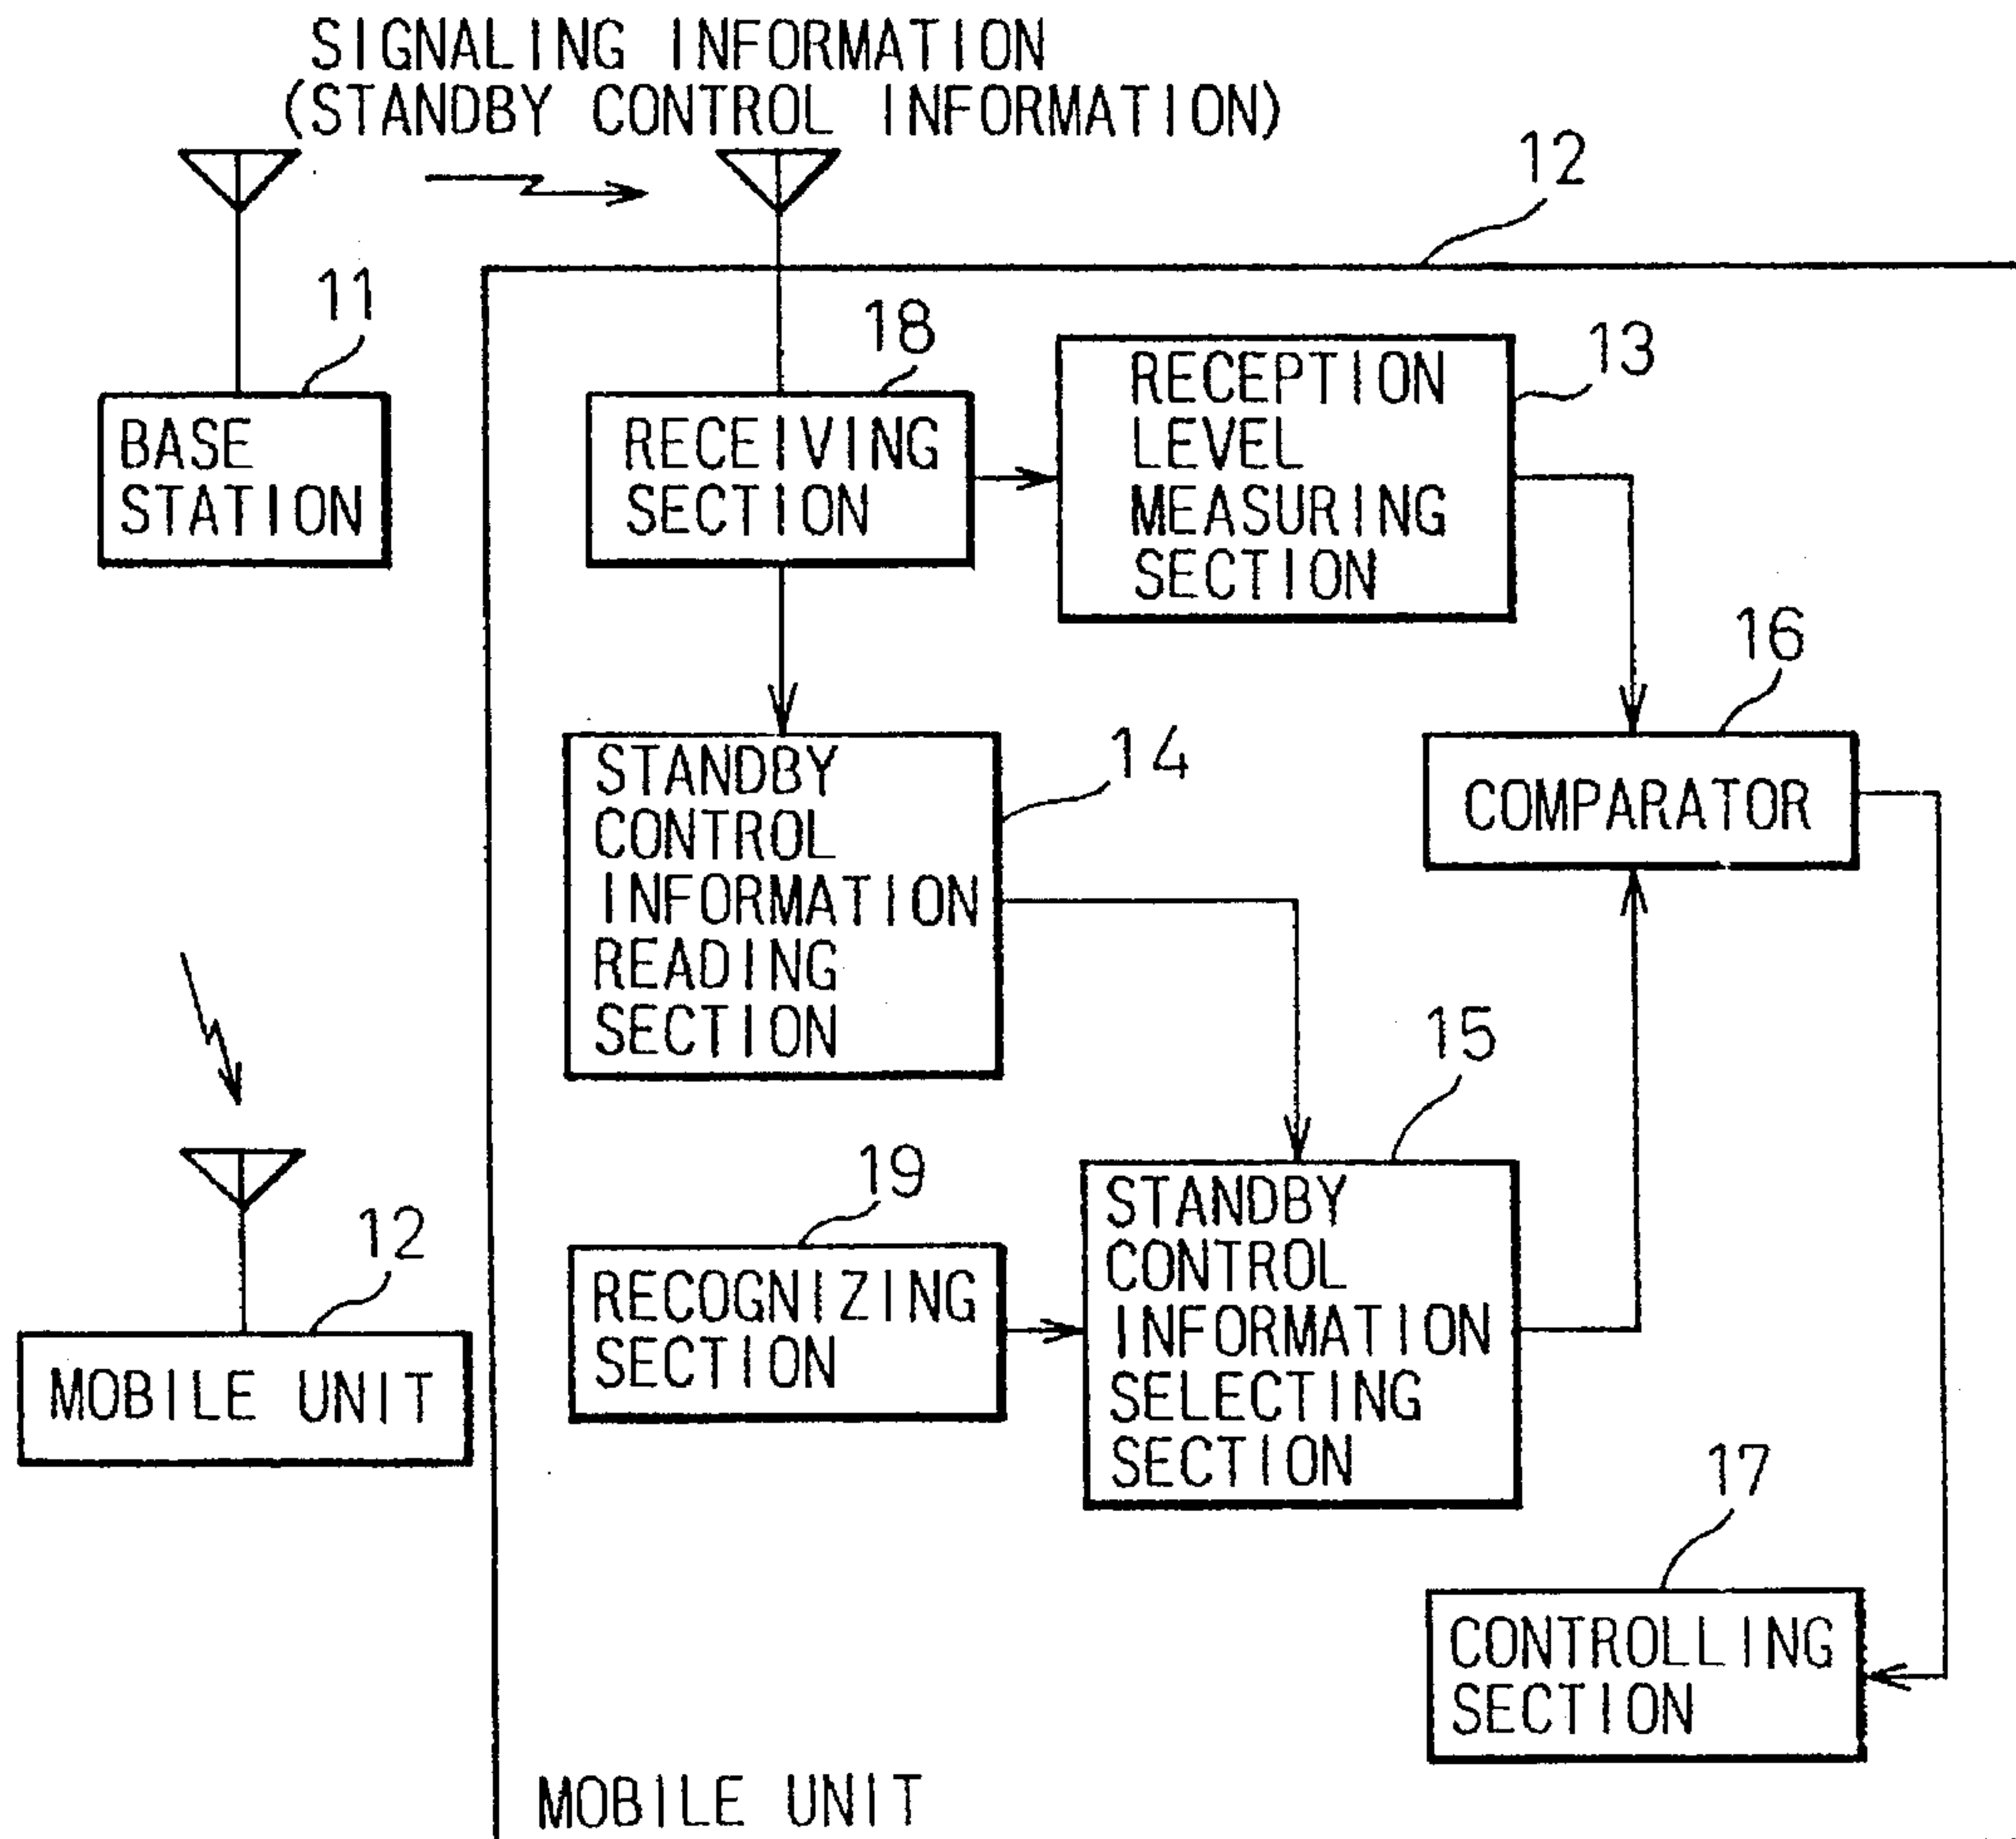 SIGNALING INFORMATION
(STANDBY CONTROL INFORMATION)
12
11
BASE
STATION
18
RECEIVING
SECTION
13
RECEPTION
LEVEL
MEASURING
SECTION
16
COMPARATOR
14
STANDBY
CONTROL
INFORMATION
READING
SECTION
15
STANDBY
CONTROL
INFORMATION
SELECTING
SECTION
19
RECOGNIZING
SECTION
12
MOBILE UNIT
17
CONTROLLING
SECTION
MOBILE UNIT